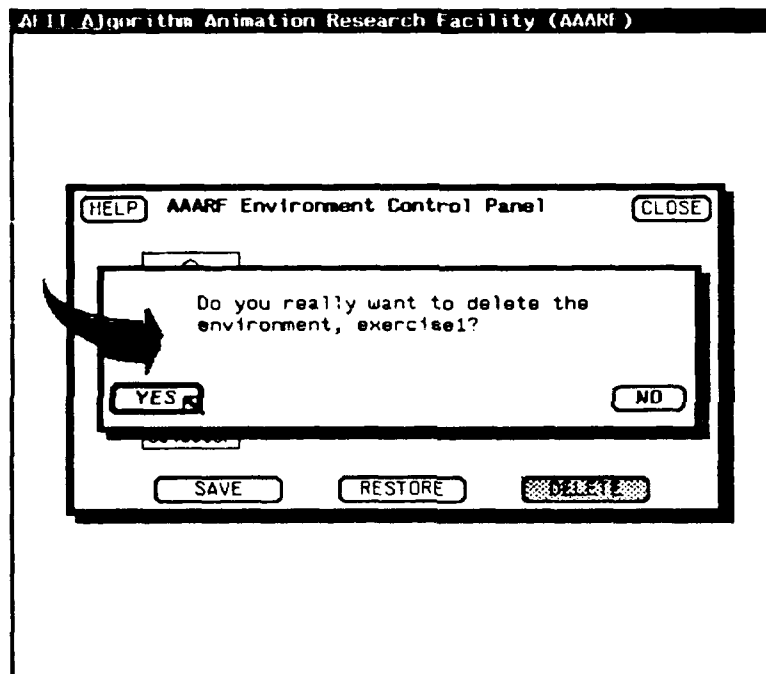 AFIT Algorithm Animation Research Facility (AAARF)
HELP AAARF Environment Control Panel CLOSE
Do you really want to delete the
environment, exercise1?
YES NO
SAVE RESTORE DELETE